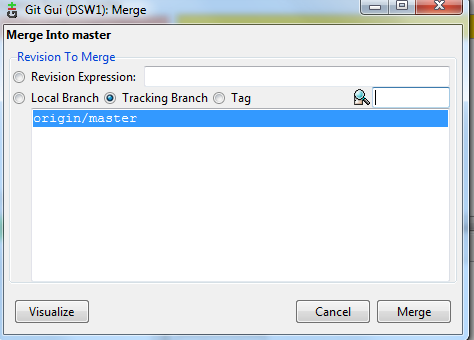 Git Gui (DSW1): Merge
Merge Into master
Revision To Merge
Revision Expression:
Local Branch Tracking Branch Tag
origin/master
Visualize Cancel Merge